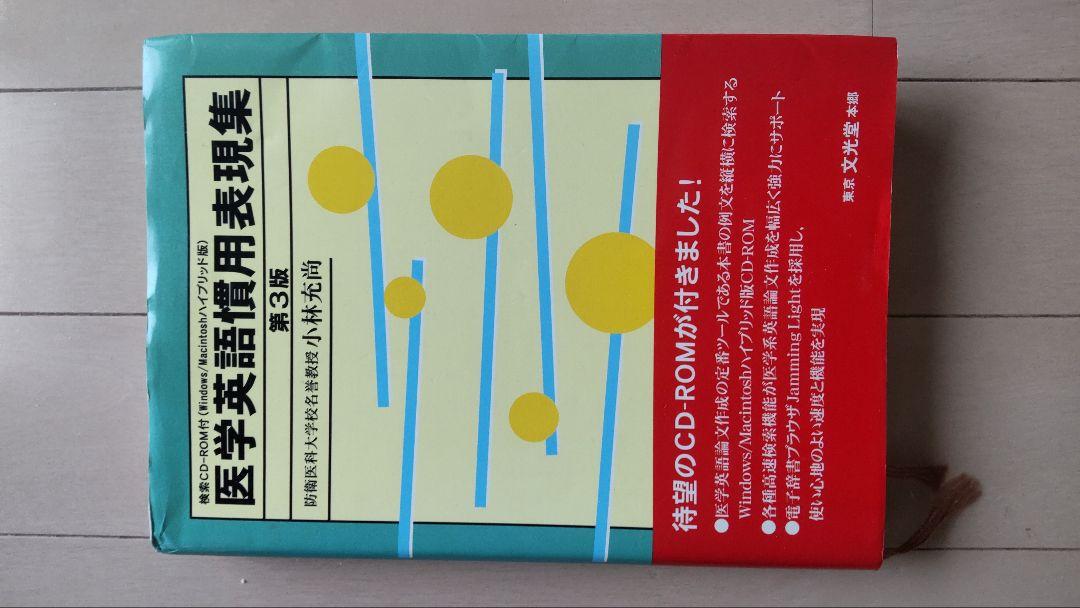 検索CD-ROM付(Windows/Macintoshハイブリッド版)
医学英語慣用表現集
第3版
防衛医科大学校名誉教授 小林充尚
待望のCD-ROMが付きました!
●医学英語論文作成の定番ツールである本書の例文を縦横に検索する
Windows/Macintoshハイブリッド版CD-ROM
●各種高速検索機能が医学系英語論文作成を幅広く強力にサポート
●電子辞書ブラウザJamming Lightを採用し,
使い心地のよい速度と機能を実現
東京 文光堂 本郷